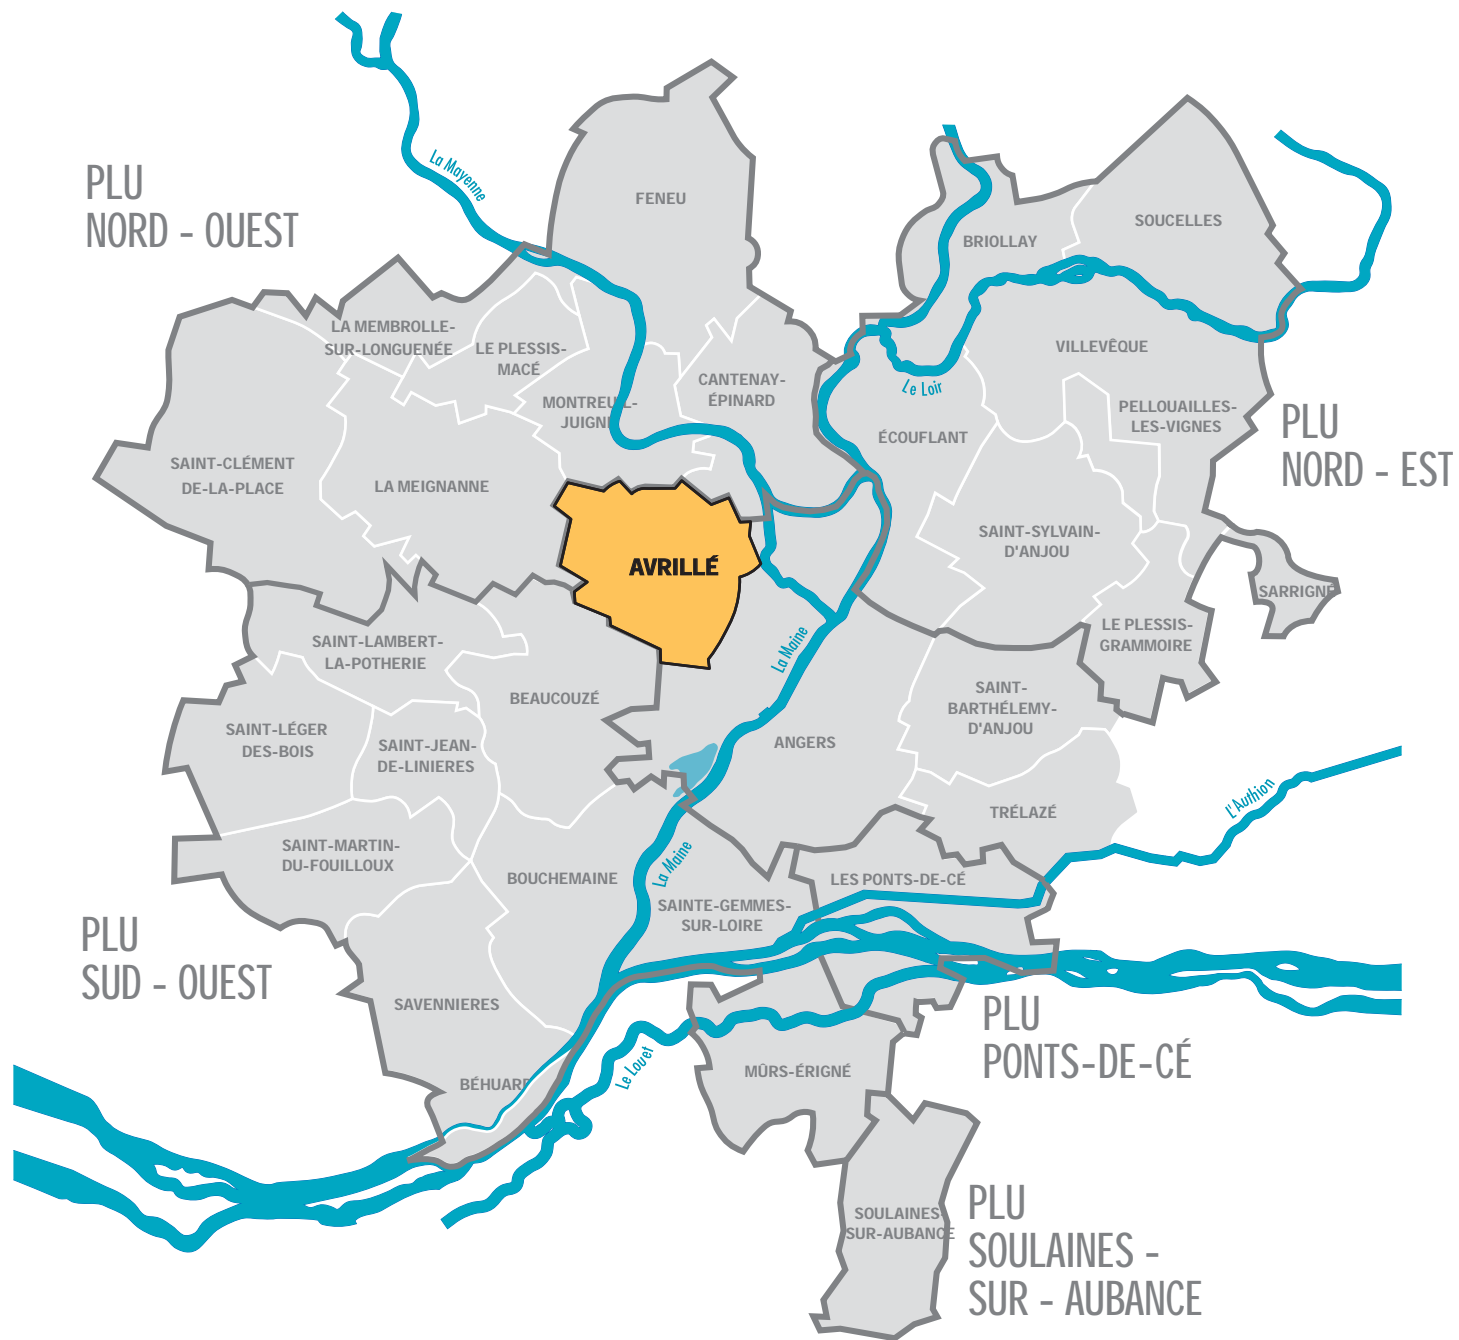 PLU
NORD - OUEST
La Mayenne
FENEU
BRIOLLAY
SOUCELLES
LA MEMBROLLE-
SUR-LONGUENÉE
LE PLESSIS-
MACÉ
VILLEVÊQUE
CANTENAY-
ÉPINARD
Le Loir
MONTREUIL-
JUIGNÉ
PELLOUAILLES-
LES-VIGNES
PLU
NORD - EST
ÉCOUFLANT
SAINT-CLÉMENT
DE-LA-PLACE
LA MEIGNANNE
SAINT-SYLVAIN-
D'ANJOU
AVRILLÉ
SARRIGNÉ
LE PLESSIS-
GRAMMOIRE
SAINT-LAMBERT-
LA-POTHERIE
La Maine
BEAUCOUZÉ
SAINT-
BARTHÉLEMY-
D'ANJOU
SAINT-LÉGER
DES-BOIS
SAINT-JEAN-
DE-LINIERES
ANGERS
L'Authion
TRÉLAZÉ
SAINT-MARTIN-
DU-FOUILLOUX
BOUCHEMAINE
La Maine
LES PONTS-DE-CÉ
SAINTE-GEMMES-
SUR-LOIRE
PLU
SUD - OUEST
SAVENNIERES
PLU
PONTS-DE-CÉ
Le Louet
MÛRS-ÉRIGNÉ
BÉHUARD
SOULAINES-
SUR-AUBANCE
PLU
SOULAINES -
SUR - AUBANCE